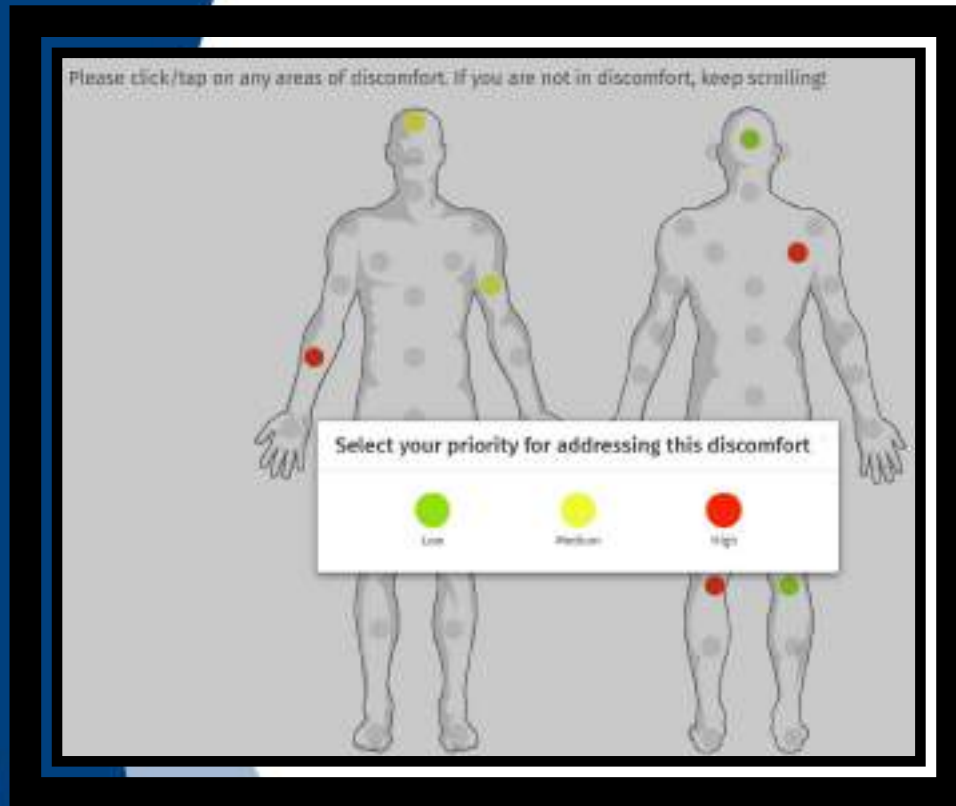 Please click/tap on any areas of discomfort. If you are not in discomfort, keep scrolling!
Select your priority for addressing this discomfort
Low
Medium
High